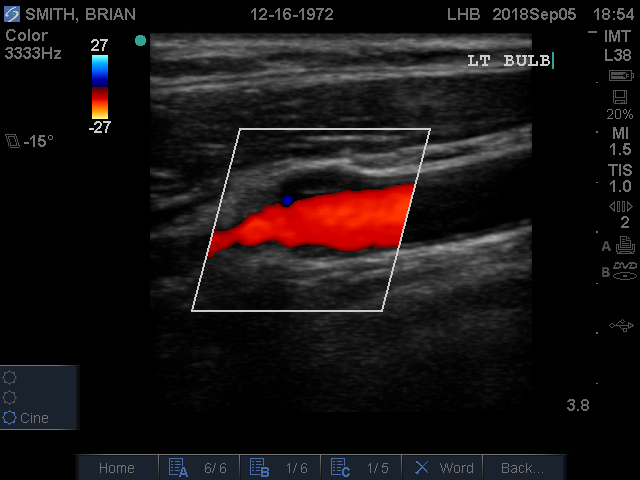 SMITH, BRIAN 12-16-1972 LHB 2018Sep05 18:54
Color
3333Hz
27
-27
-15°
LT BULB
IMT
L38
20%
MI
1.5
TIS
1.0
2
A
B DVD
3.8
Cine
Home A 6/6 B 1/6 C 1/5 Word Back...